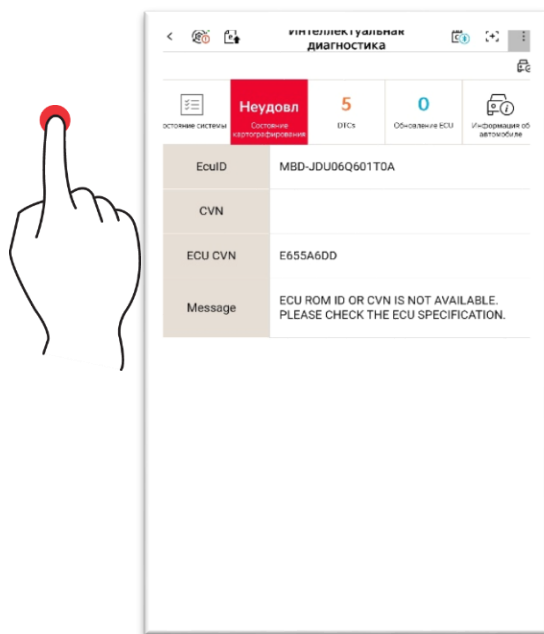 Интеллектуальная
диагностика
Неудовл
5
0
остояние системы
Состояние
картографирования
DTCs
Обновление ECU
Информация об
автомобиле
EcuID
MBD-JDU06Q601T0A
CVN
ECU CVN
E655A6DD
Message
ECU ROM ID OR CVN IS NOT AVAILABLE.
PLEASE CHECK THE ECU SPECIFICATION.